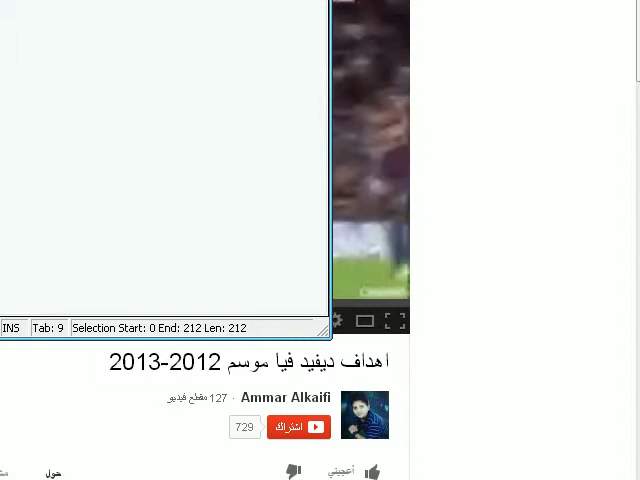 INS Tab: 9 Selection Start: 0 End: 212 Len: 212
اهداف ديفيد فيا موسم 2012-2013
Ammar Alkaifi · 127 مقطع فيديو
اشتراك 729
أعجبني
حول